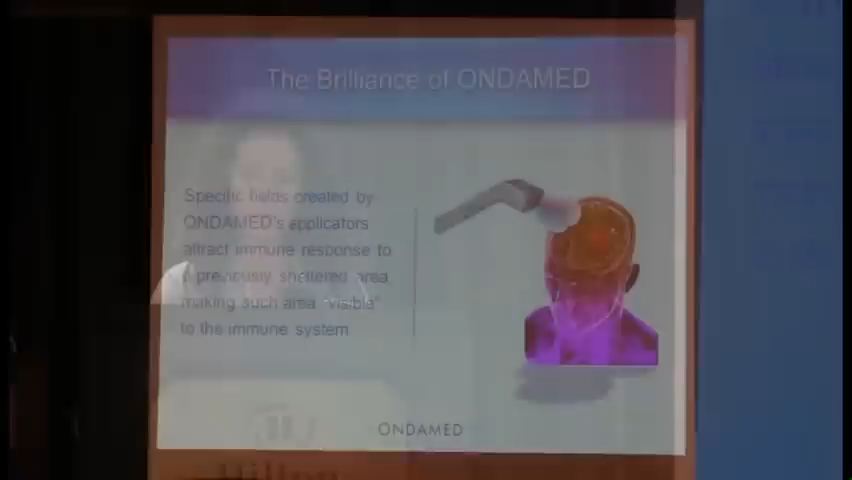 The Brilliance of ONDAMED
Specific fields created by
ONDAMED's applicators
attract immune response to
a previously sheltered area
making such area "visible"
to the immune system
ONDAMED
Hilton